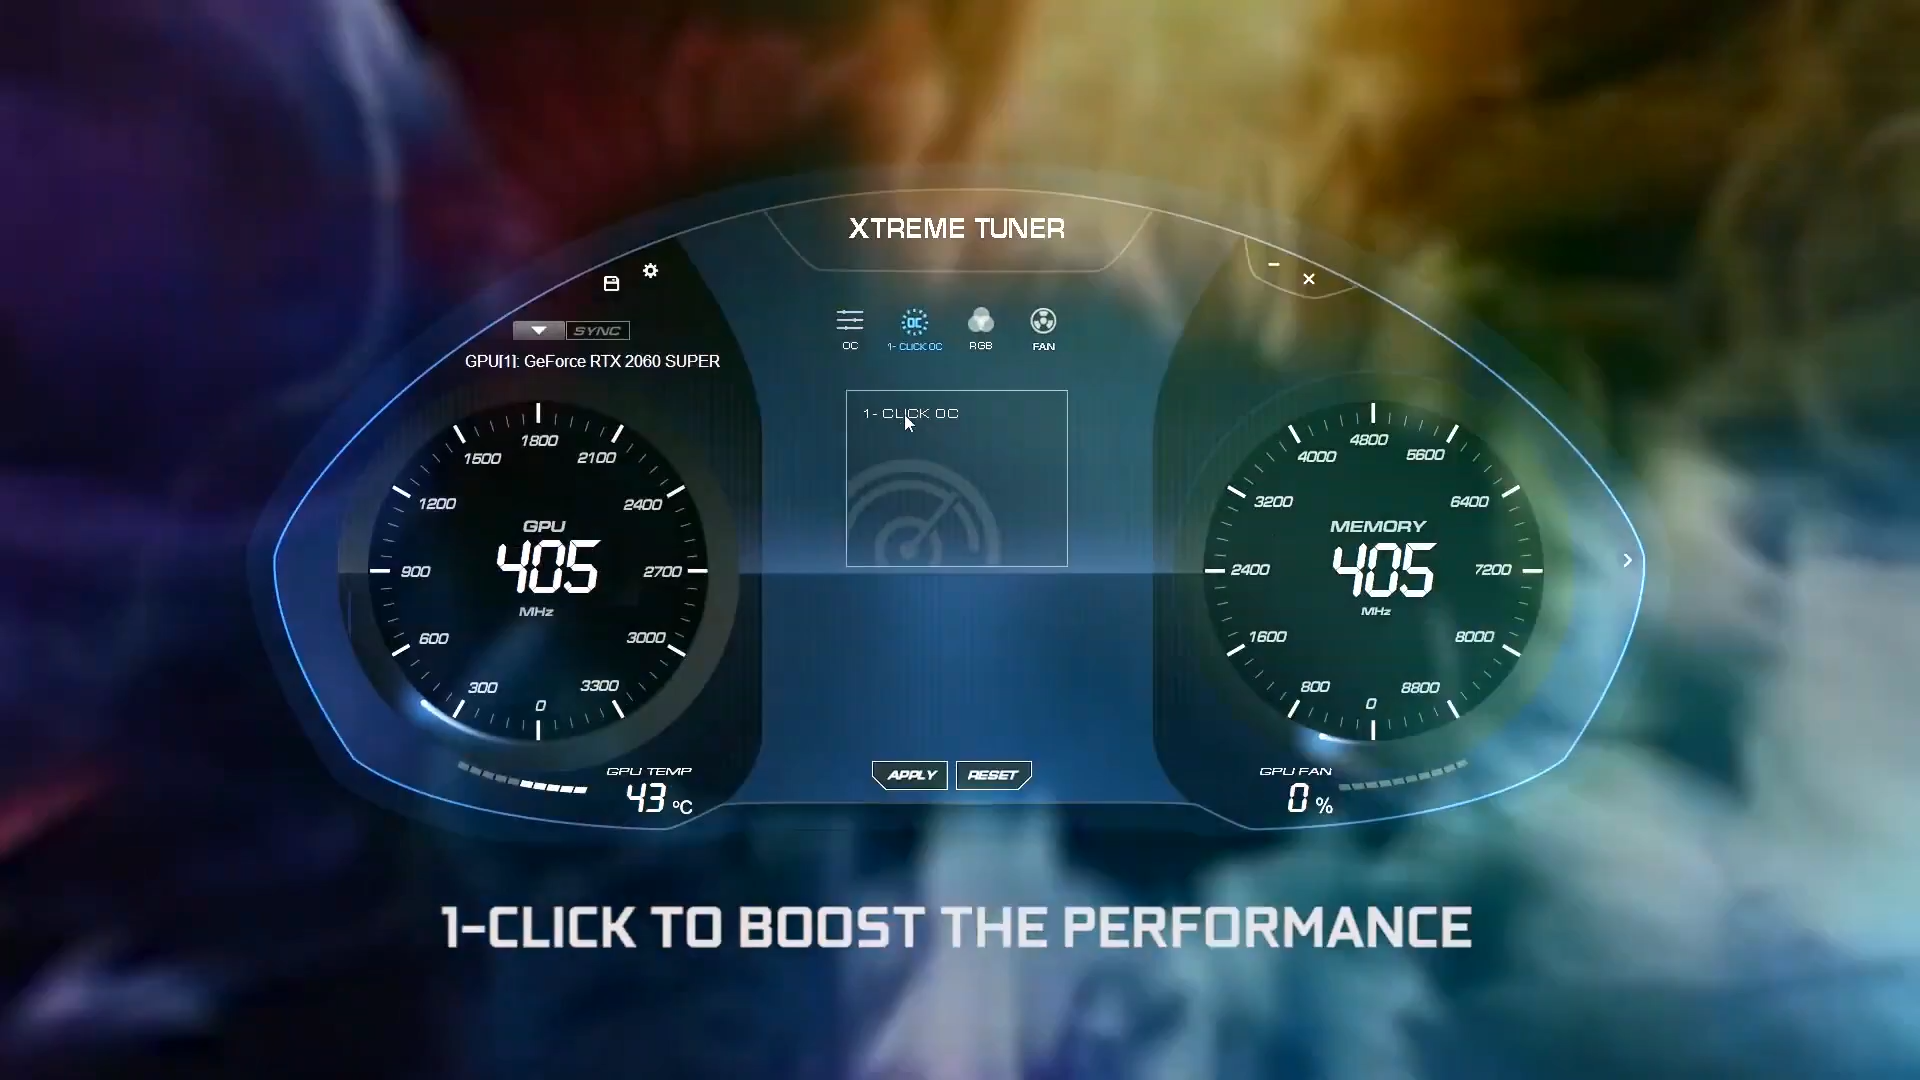 XTREME TUNER
SYNC
GPU[1]: GeForce RTX 2060 SUPER
OC
1- CLICK OC
RGB
FAN
1- CLICK OC
1800
1500
2100
1200
2400
GPU
405
MHz
900
2700
600
3000
300
3300
0
4800
4000
5600
3200
6400
MEMORY
405
MHz
2400
7200
1600
8000
800
8800
0
GPU TEMP
43 °C
APPLY
RESET
GPU FAN
0 %
1-CLICK TO BOOST THE PERFORMANCE